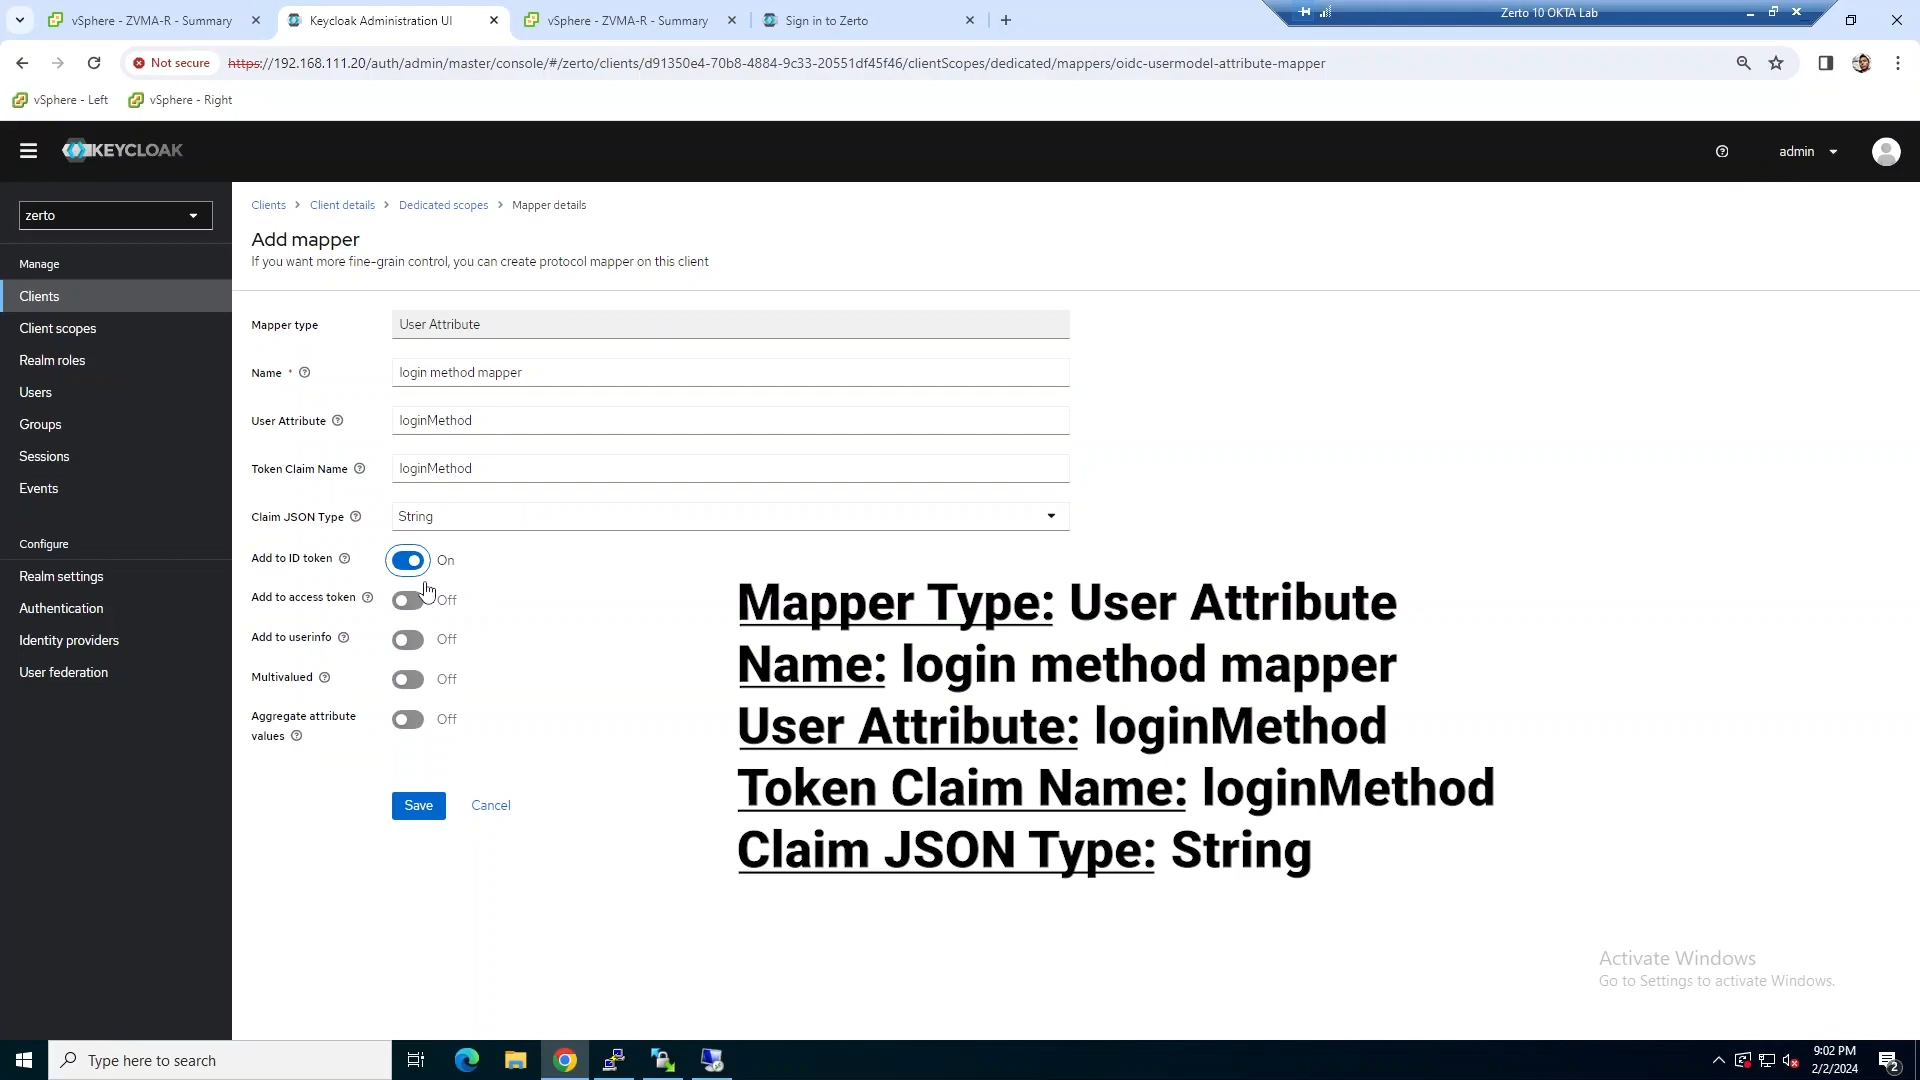 vSphere - ZVMA-R - Summary
Keycloak Administration UI
vSphere - ZVMA-R - Summary
Sign in to Zerto
Zerto 10 OKTA Lab
Not secure
https://192.168.111.20/auth/admin/master/console/#/zerto/clients/d91350e4-70b8-4884-9c33-20551df45f46/clientScopes/dedicated/mappers/oidc-usermodel-attribute-mapper
vSphere - Left
vSphere - Right
KEYCLOAK
admin
zerto
Manage
Clients
Client scopes
Realm roles
Users
Groups
Sessions
Events
Configure
Realm settings
Authentication
Identity providers
User federation
Clients > Client details > Dedicated scopes > Mapper details
Add mapper
If you want more fine-grain control, you can create protocol mapper on this client
Mapper type
User Attribute
Name *
login method mapper
User Attribute
loginMethod
Token Claim Name
loginMethod
Claim JSON Type
String
Add to ID token
On
Add to access token
Off
Add to userinfo
Off
Multivalued
Off
Aggregate attribute
values
Off
Save
Cancel
Mapper Type: User Attribute
Name: login method mapper
User Attribute: loginMethod
Token Claim Name: loginMethod
Claim JSON Type: String
Activate Windows
Go to Settings to activate Windows.
Type here to search
9:02 PM
2/2/2024
2